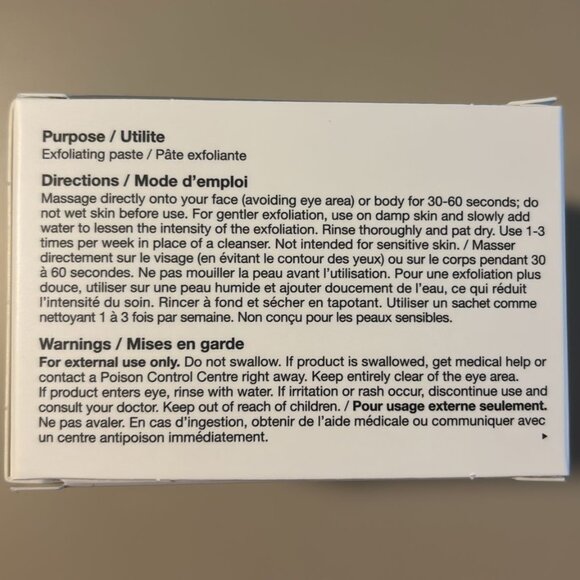 Purpose / Utilite
Exfoliating paste / Pâte exfoliante
Directions / Mode d'emploi
Massage directly onto your face (avoiding eye area) or body for 30-60 seconds; do
not wet skin before use. For gentler exfoliation, use on damp skin and slowly add
water to lessen the intensity of the exfoliation. Rinse thoroughly and pat dry. Use 1-3
times per week in place of a cleanser. Not intended for sensitive skin. / Masser
directement sur le visage (en évitant le contour des yeux) ou sur le corps pendant 30
à 60 secondes. Ne pas mouiller la peau avant l'utilisation. Pour une exfoliation plus
douce, utiliser sur une peau humide et ajouter doucement de l'eau, ce qui réduit
l'intensité du soin. Rincer à fond et sécher en tapotant. Utiliser un sachet comme
nettoyant 1 à 3 fois par semaine. Non conçu pour les peaux sensibles.
Warnings / Mises en garde
For external use only. Do not swallow. If product is swallowed, get medical help or
contact a Poison Control Centre right away. Keep entirely clear of the eye area.
If product enters eye, rinse with water. If irritation or rash occur, discontinue use and
consult your doctor. Keep out of reach of children. / Pour usage externe seulement.
Ne pas avaler. En cas d'ingestion, obtenir de l'aide médicale ou communiquer avec
un centre antipoison immédiatement.